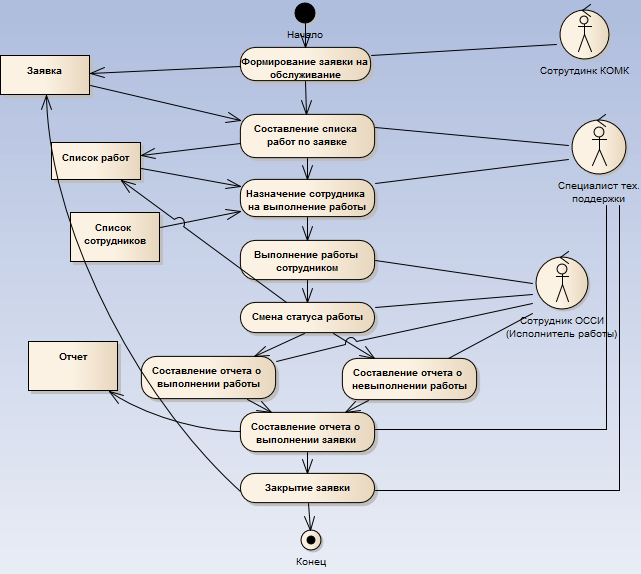 Начало
Формирование заявки на
обслуживание
Сотрутдинк КОМК
Заявка
Составление списка
работ по заявке
Список работ
Специалист тех.
поддержки
Назначение сотрудника
на выполнение работы
Список
сотрудников
Выполнение работы
сотрудником
Смена статуса работы
Сотрудник ОССИ
(Исполнитель работы)
Отчет
Составление отчета о
выполнении работы
Составление отчета о
невыполнении работы
Составление отчета о
выполнении заявки
Закрытие заявки
Конец